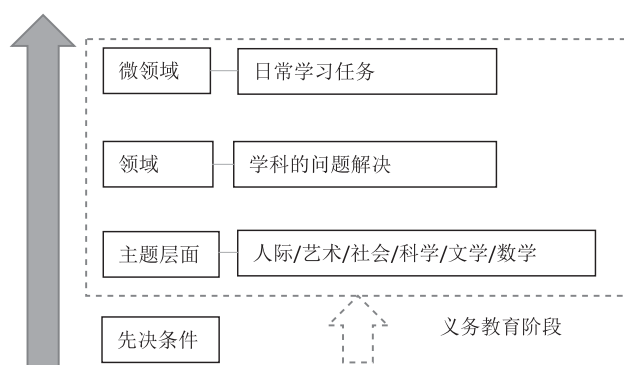 微领域 日常学习任务
领域 学科的问题解决
主题层面 人际/艺术/社会/科学/文学/数学
义务教育阶段
先决条件